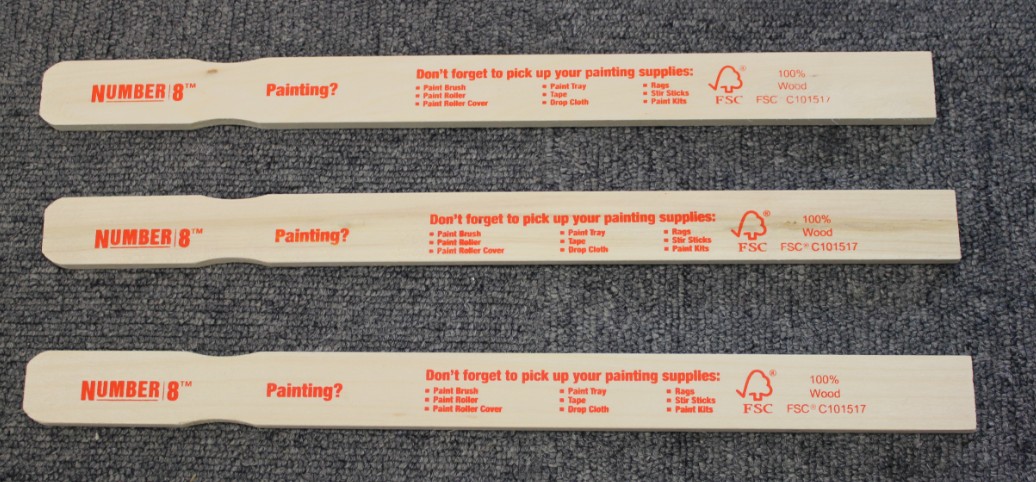 NUMBER 8™
Painting?
Don't forget to pick up your painting supplies:
▪ Paint Brush ▪ Paint Tray ▪ Rags
▪ Paint Roller ▪ Tape ▪ Stir Sticks
▪ Paint Roller Cover ▪ Drop Cloth ▪ Paint Kits
FSC
100%
Wood
FSC C101517
NUMBER 8™
Painting?
Don't forget to pick up your painting supplies:
▪ Paint Brush ▪ Paint Tray ▪ Rags
▪ Paint Roller ▪ Tape ▪ Stir Sticks
▪ Paint Roller Cover ▪ Drop Cloth ▪ Paint Kits
® FSC
100%
Wood
FSC® C101517
NUMBER 8™
Painting?
Don't forget to pick up your painting supplies:
▪ Paint Brush ▪ Paint Tray ▪ Rags
▪ Paint Roller ▪ Tape ▪ Stir Sticks
▪ Paint Roller Cover ▪ Drop Cloth ▪ Paint Kits
® FSC
100%
Wood
FSC® C101517